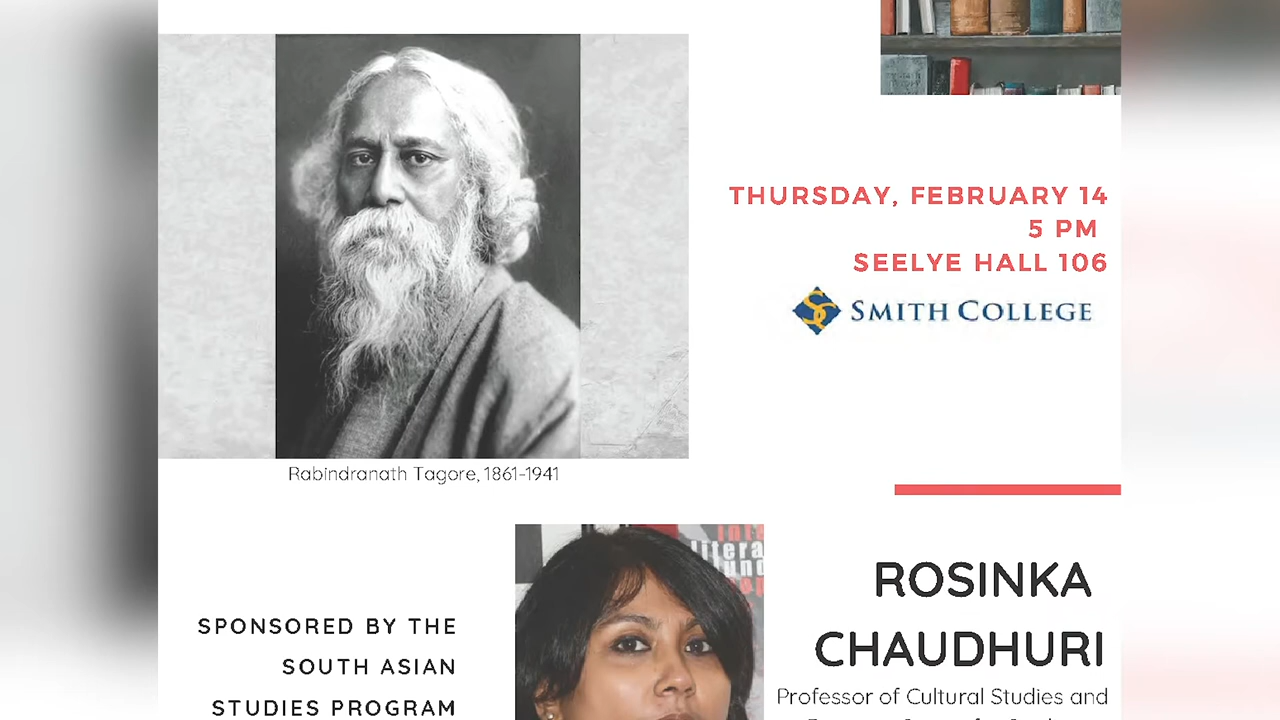 THURSDAY, FEBRUARY 14
5 PM
SEELYE HALL 106
SMITH COLLEGE
Rabindranath Tagore, 1861-1941
ROSINKA
CHAUDHURI
Professor of Cultural Studies and
SPONSORED BY THE
SOUTH ASIAN
STUDIES PROGRAM